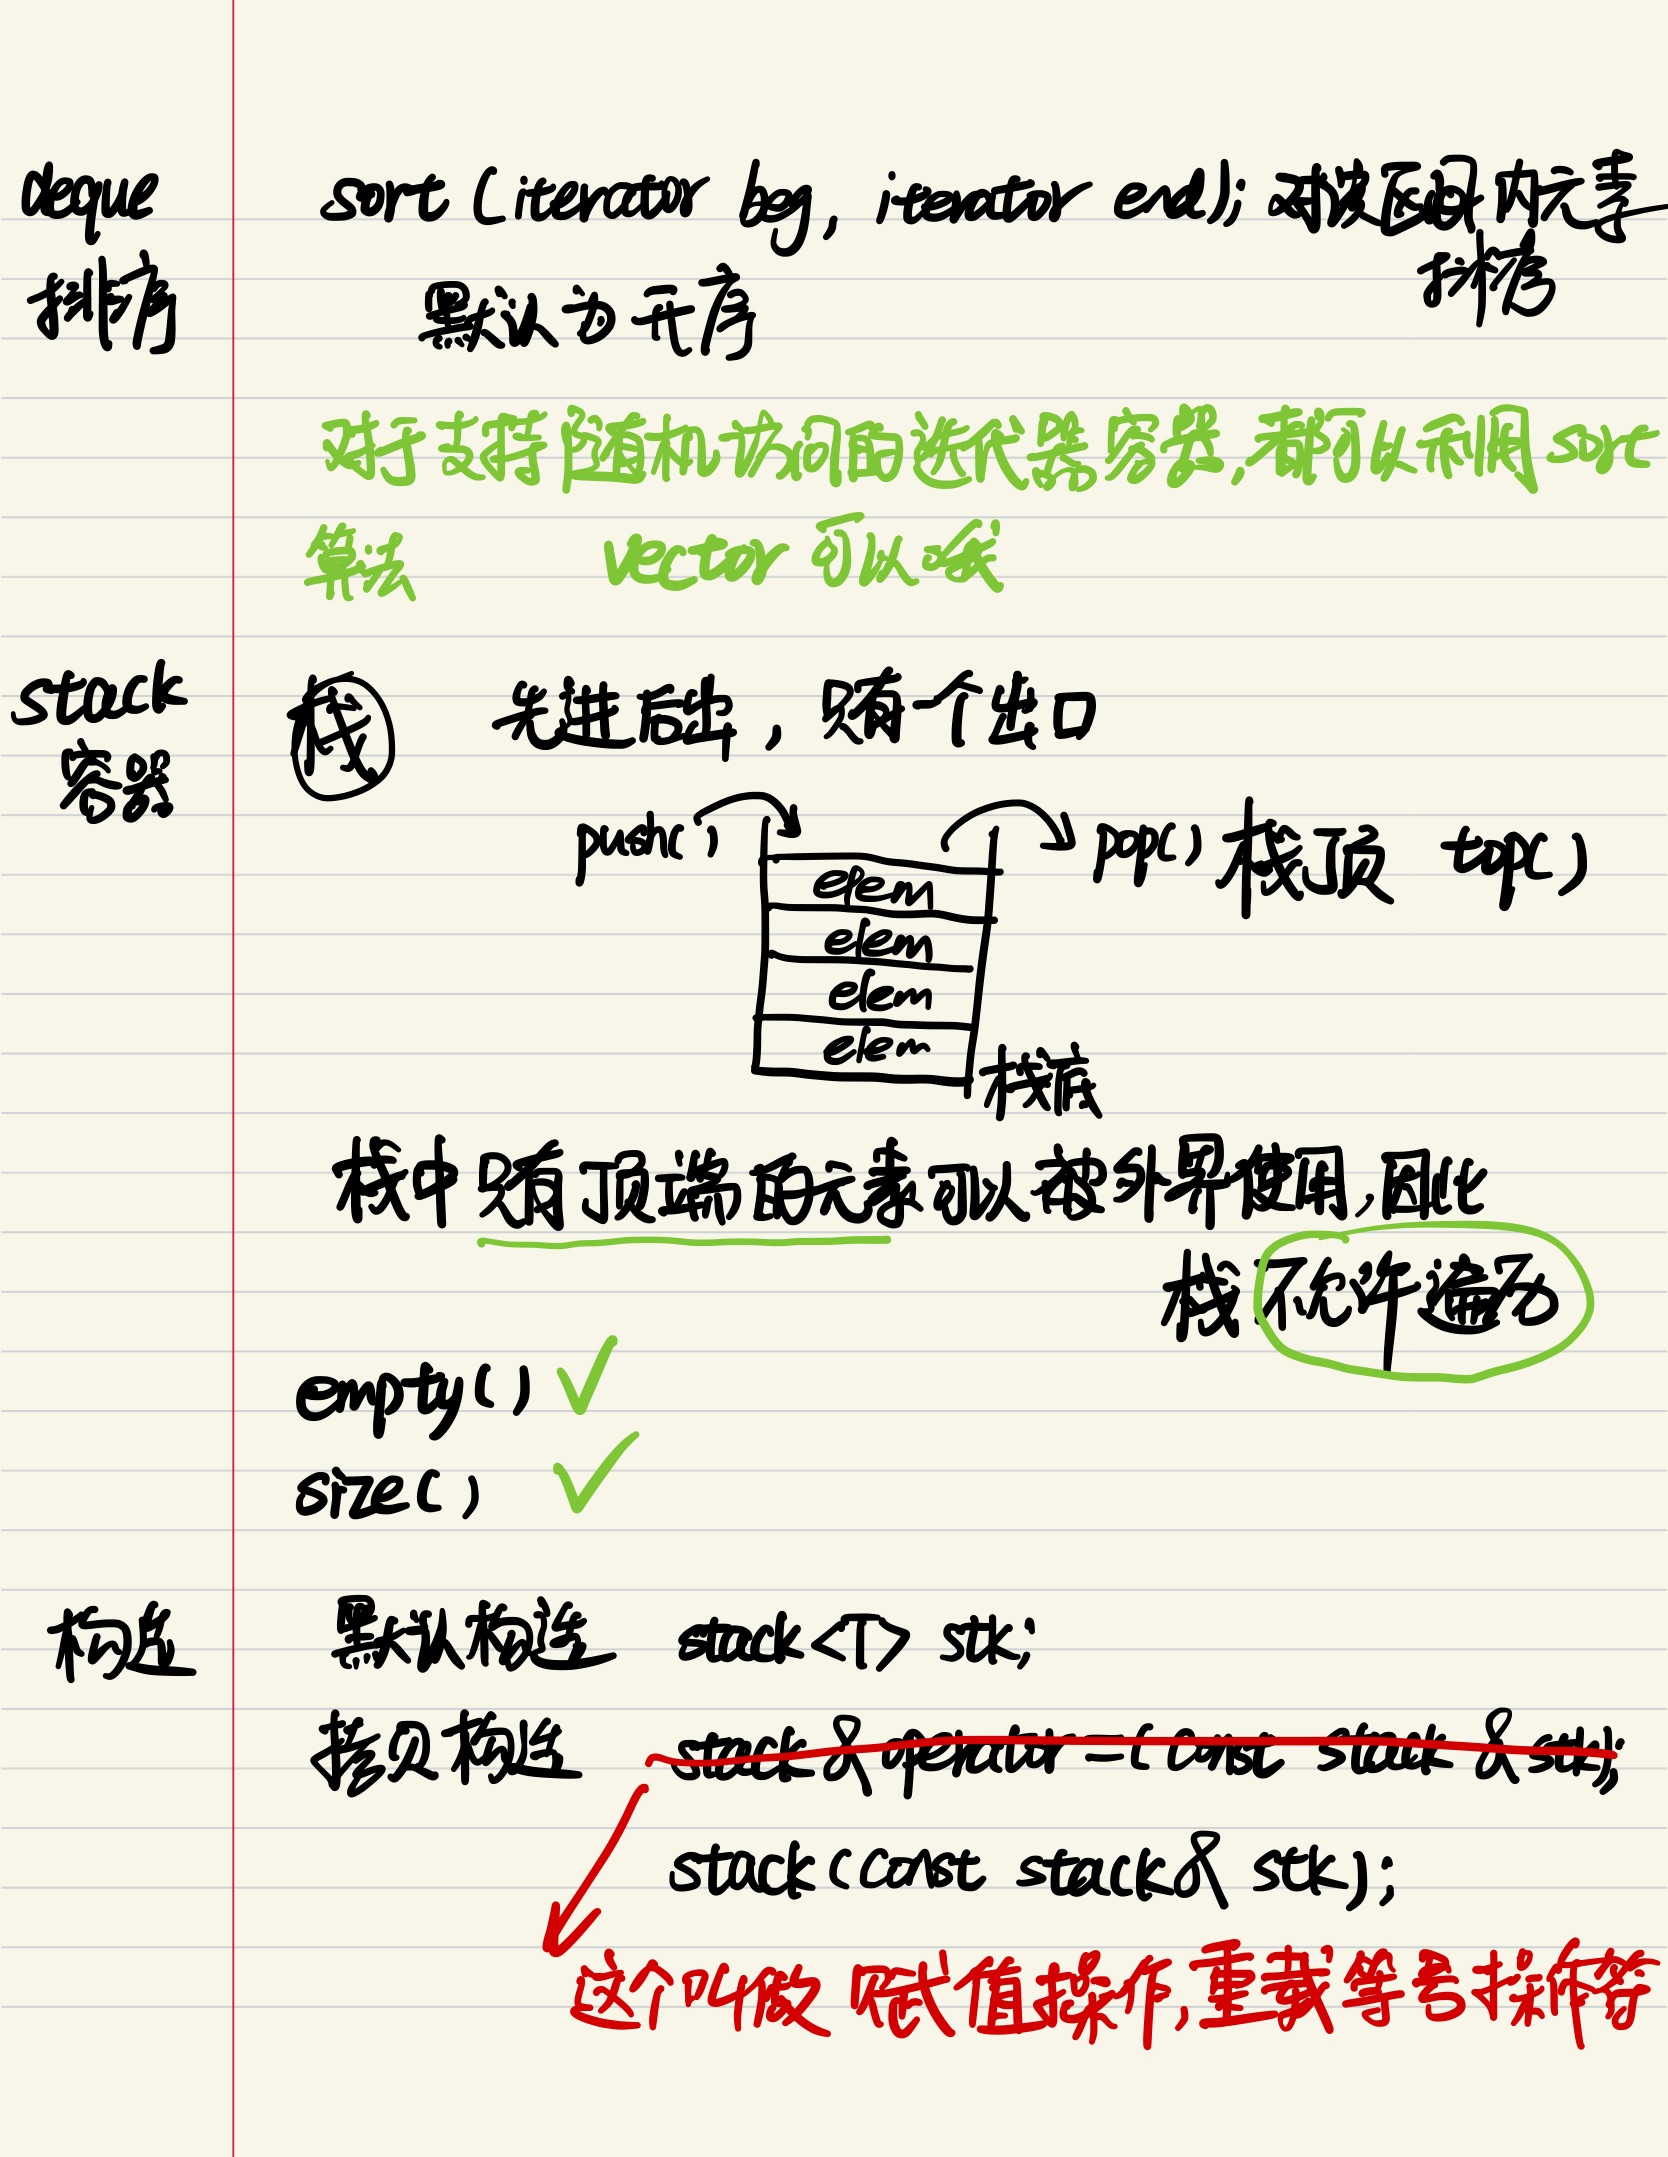 deque
排序
sort (iterator beg, iterator end); 对该区间内元素
排序
默认为升序
对于支持随机访问的迭代器容器,都可以利用sort
算法 vector 可以哦
stack
容器
栈 先进后出,只有一个出口
push() pop() 栈顶 top()
elem
elem
elem
elem
栈底
栈中只有顶端的元素可以被外界使用,因此
栈不允许遍历
empty() ✓
size() ✓
构造
默认构造 stack<T> stk;
拷贝构造 stack & operator=(const stack & stk);
stack(const stack& stk);
这个叫做 赋值操作,重载等号操作符